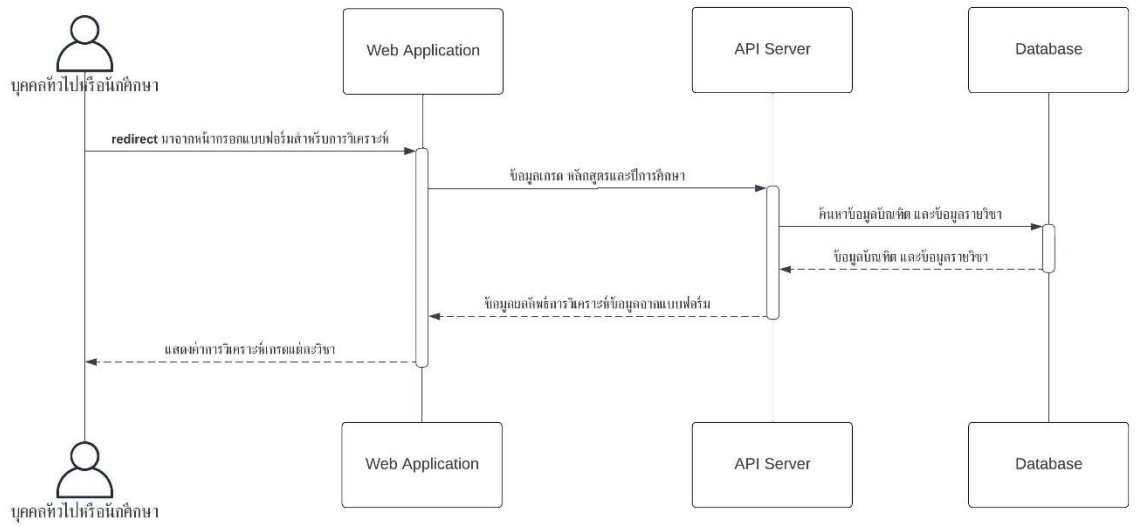 Web Application
API Server
Database
บุคคลทั่วไปหรือนักศึกษา
redirect มาจากหน้ากรอกแบบฟอร์มสำหรับการวิเคราะห์
ข้อมูลเกรด หลักสูตรและปีการศึกษา
ค้นหาข้อมูลบัณฑิต และข้อมูลรายวิชา
ข้อมูลบัณฑิต และข้อมูลรายวิชา
ข้อมูลผลลัพธ์การวิเคราะห์ข้อมูลจากแบบฟอร์ม
แสดงค่าการวิเคราะห์เกรดแต่ละวิชา
Web Application
API Server
Database
บุคคลทั่วไปหรือนักศึกษา